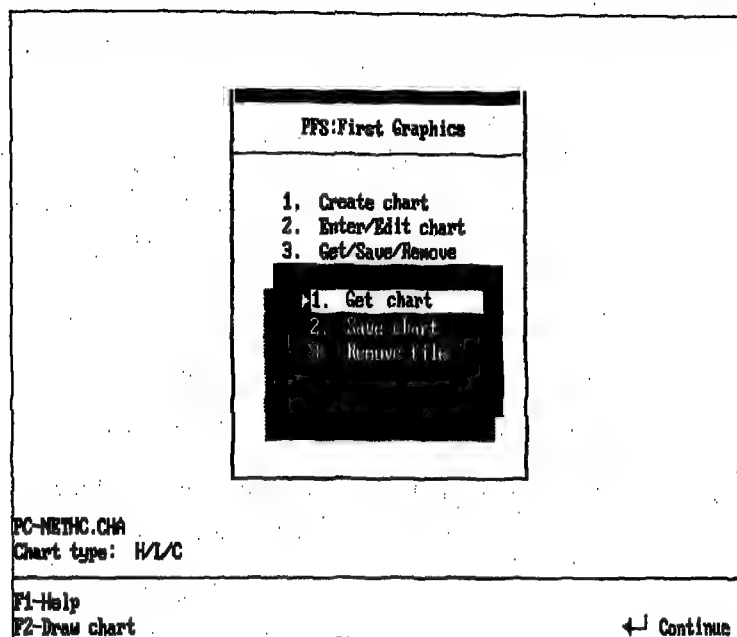 PFS:First Graphics
1. Create chart
2. Enter/Edit chart
3. Get/Save/Remove
1. Get chart
2. Save chart
3. Remove file
PC-NETHC.CHA
Chart type: H/L/C
F1-Help
F2-Draw chart
↵ Continue